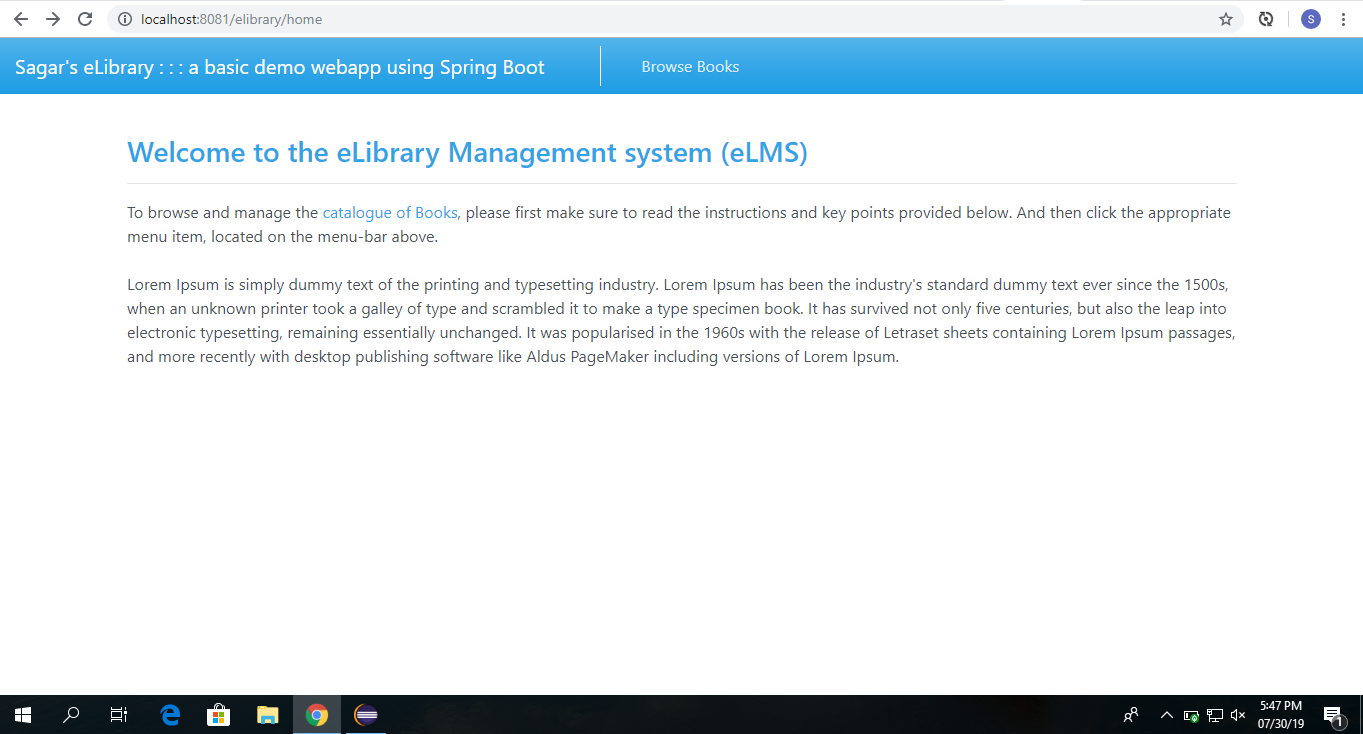 localhost:8081/elibrary/home
S
Sagar's eLibrary : : : a basic demo webapp using Spring Boot
Browse Books
Welcome to the eLibrary Management system (eLMS)
To browse and manage the catalogue of Books, please first make sure to read the instructions and key points provided below. And then click the appropriate
menu item, located on the menu-bar above.
Lorem Ipsum is simply dummy text of the printing and typesetting industry. Lorem Ipsum has been the industry's standard dummy text ever since the 1500s,
when an unknown printer took a galley of type and scrambled it to make a type specimen book. It has survived not only five centuries, but also the leap into
electronic typesetting, remaining essentially unchanged. It was popularised in the 1960s with the release of Letraset sheets containing Lorem Ipsum passages,
and more recently with desktop publishing software like Aldus PageMaker including versions of Lorem Ipsum.
5:47 PM
07/30/19
1